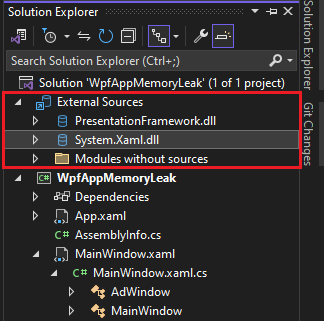 Solution Explorer
Search Solution Explorer (Ctrl+;)
Solution 'WpfAppMemoryLeak' (1 of 1 project)
External Sources
PresentationFramework.dll
System.Xaml.dll
Modules without sources
WpfAppMemoryLeak
Dependencies
App.xaml
C# AssemblyInfo.cs
MainWindow.xaml
C# MainWindow.xaml.cs
AdWindow
MainWindow
Solution Explorer
Git Changes